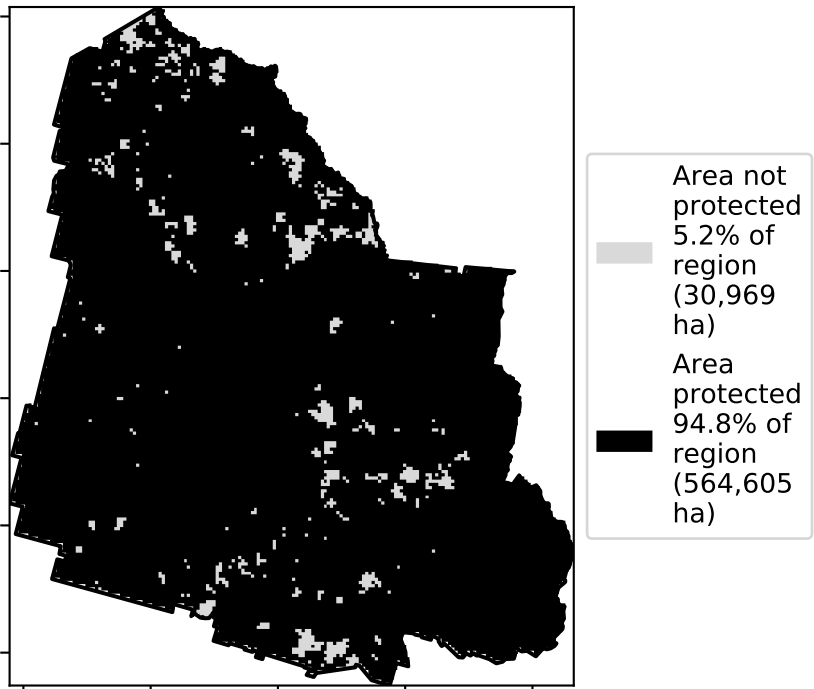 Area not
protected
5.2% of
region
(30,969
ha)
Area
protected
94.8% of
region
(564,605
ha)